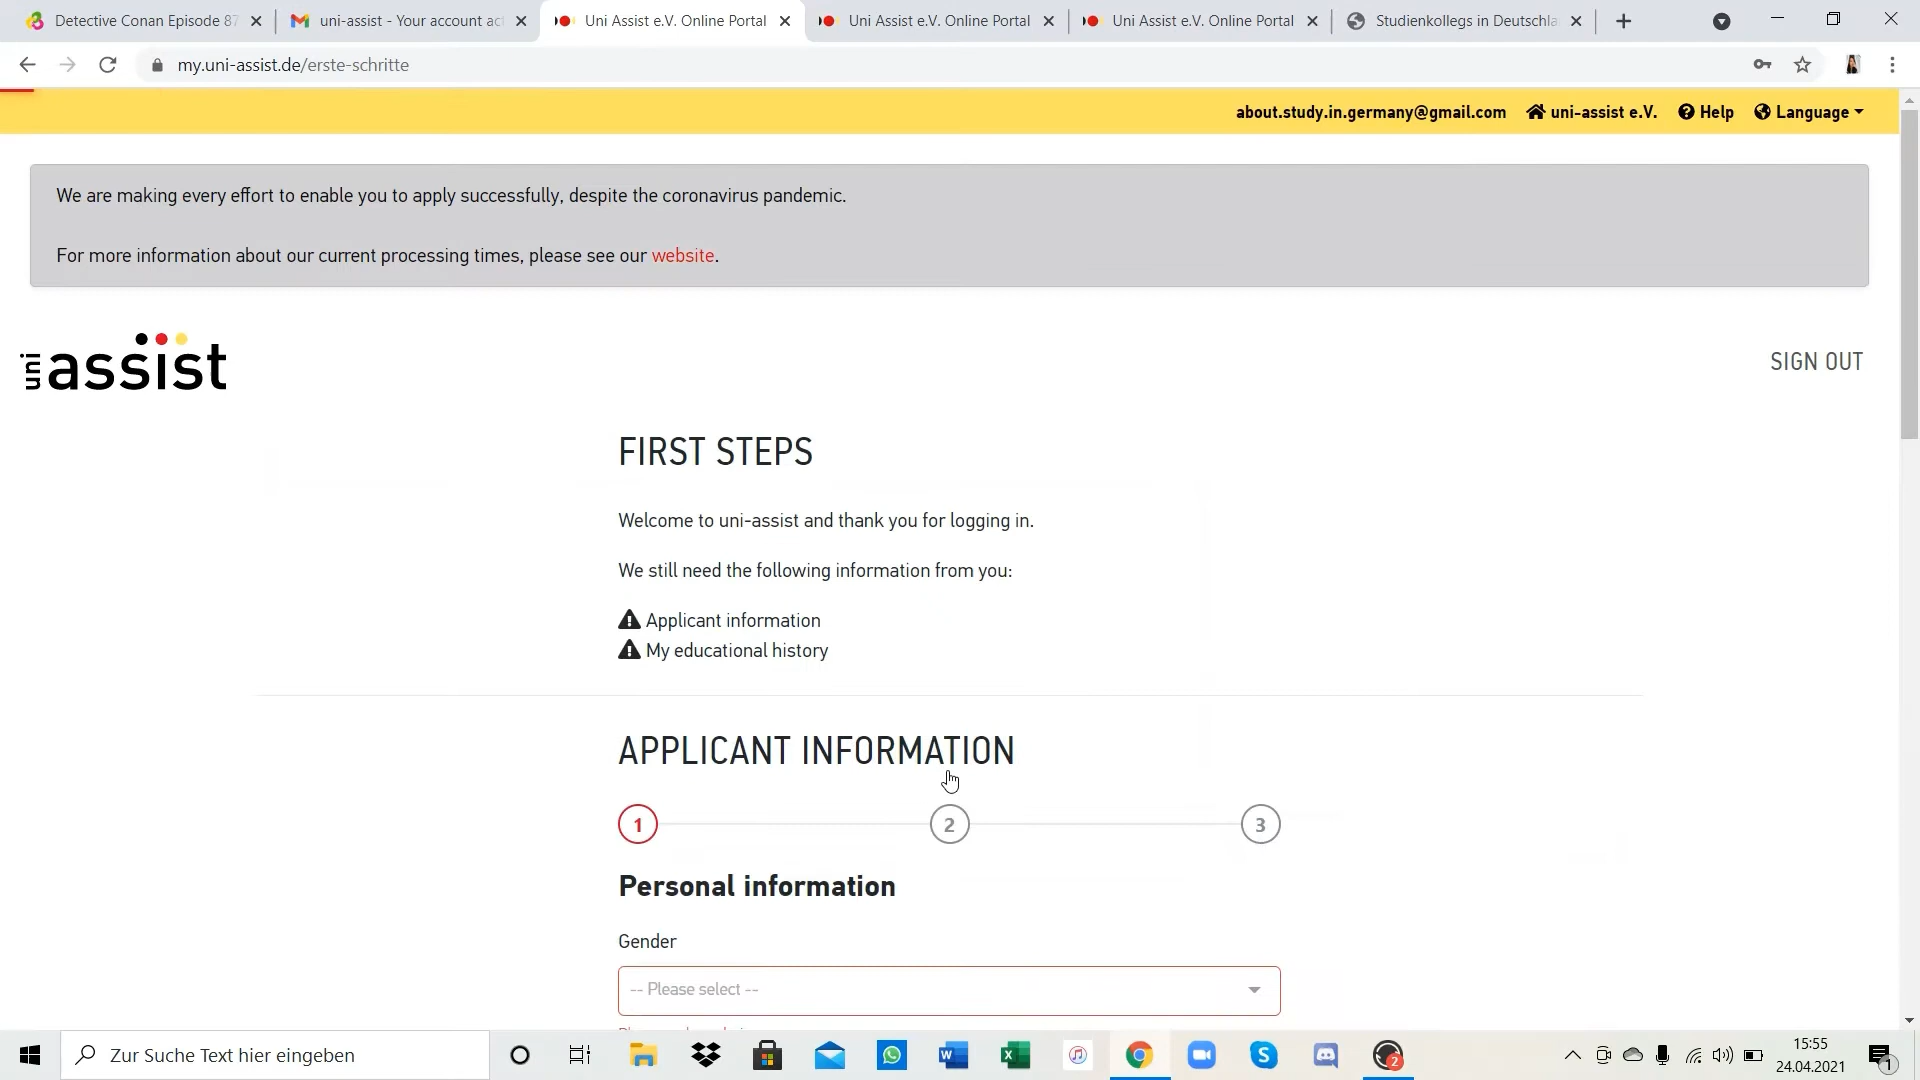 Detective Conan Episode 87
uni-assist - Your account ac
Uni Assist e.V. Online Portal
Uni Assist e.V. Online Portal
Uni Assist e.V. Online Portal
Studienkollegs in Deutschla
my.uni-assist.de/erste-schritte
about.study.in.germany@gmail.com uni-assist e.V. Help Language
We are making every effort to enable you to apply successfully, despite the coronavirus pandemic.
For more information about our current processing times, please see our website.
uni assist
SIGN OUT
FIRST STEPS
Welcome to uni-assist and thank you for logging in.
We still need the following information from you:
Applicant information
My educational history
APPLICANT INFORMATION
1 2 3
Personal information
Gender
-- Please select --
Zur Suche Text hier eingeben
2
15:55
24.04.2021
1